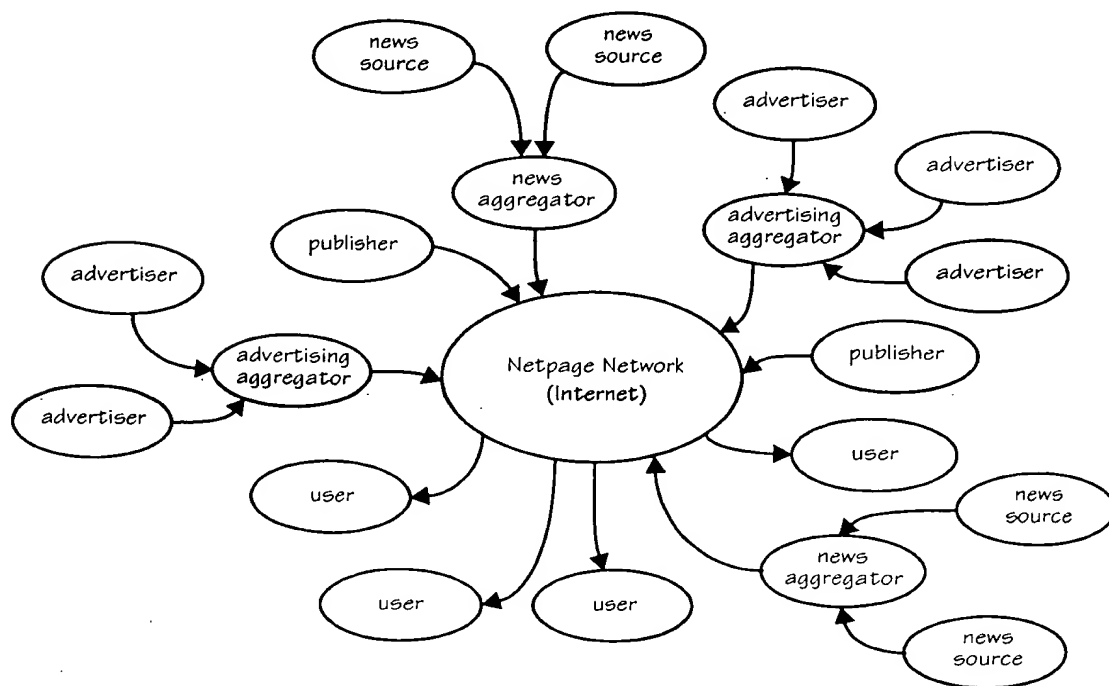 news
source
news
source
advertiser
advertiser
news
aggregator
advertising
aggregator
publisher
advertiser
advertiser
advertising
aggregator
Netpage Network
(Internet)
publisher
advertiser
user
user
news
source
news
aggregator
user
user
news
source